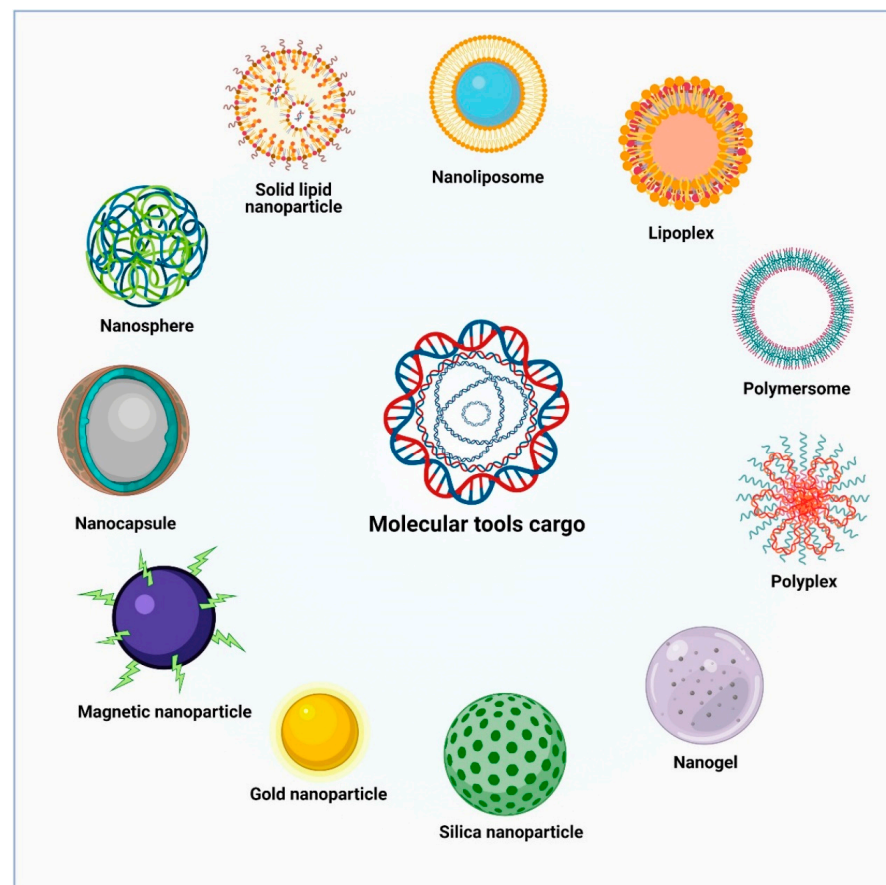 Solid lipid
nanoparticle
Nanoliposome
Lipoplex
Nanosphere
Polymersome
Nanocapsule
Molecular tools cargo
Polyplex
Magnetic nanoparticle
Nanogel
Gold nanoparticle
Silica nanoparticle